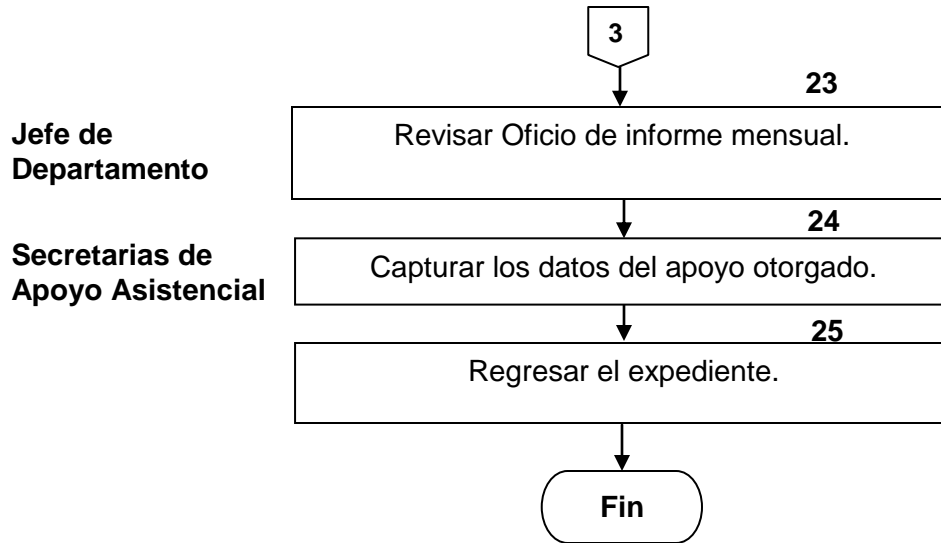 3
23
Jefe de
Departamento
Revisar Oficio de informe mensual.
24
Secretarias de
Apoyo Asistencial
Capturar los datos del apoyo otorgado.
25
Regresar el expediente.
Fin